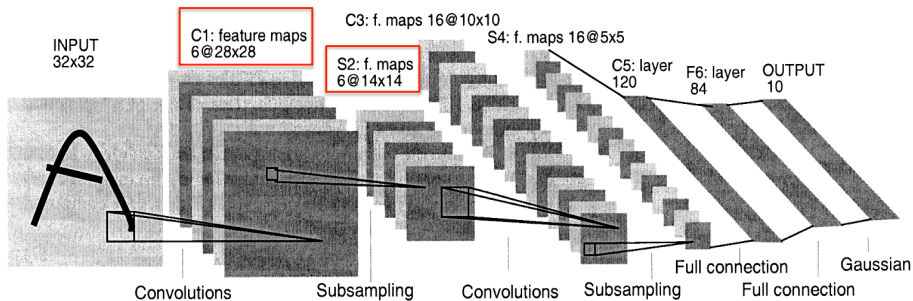 INPUT
32x32
C1: feature maps
6@28x28
S2: f. maps
6@14x14
C3: f. maps 16@10x10
S4: f. maps 16@5x5
C5: layer
120
F6: layer
84
OUTPUT
10
Convolutions
Subsampling
Convolutions
Subsampling
Full connection
Full connection
Gaussian